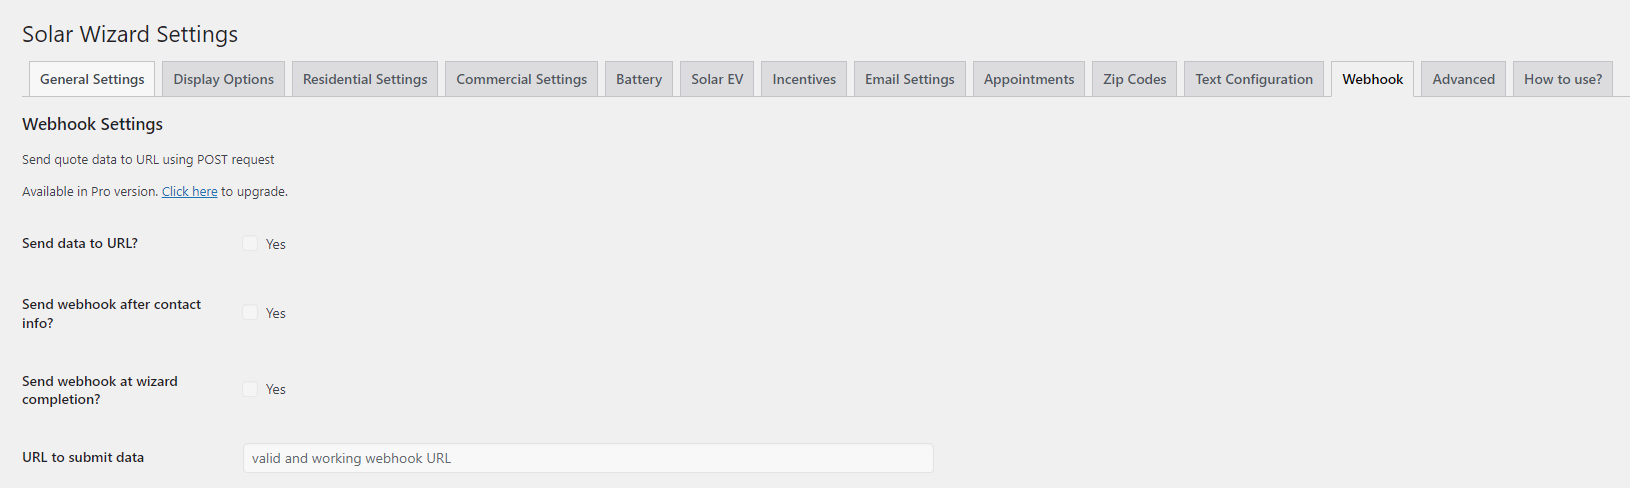 Solar Wizard Settings
General Settings Display Options Residential Settings Commercial Settings Battery Solar EV Incentives Email Settings Appointments Zip Codes Text Configuration Webhook Advanced How to use?
Webhook Settings
Send quote data to URL using POST request
Available in Pro version. Click here to upgrade.
Send data to URL? Yes
Send webhook after contact
info? Yes
Send webhook at wizard
completion? Yes
URL to submit data valid and working webhook URL